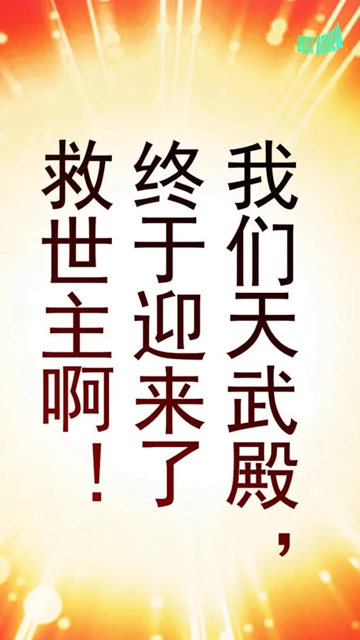 我们天武殿，
终于迎来了
救世主啊！